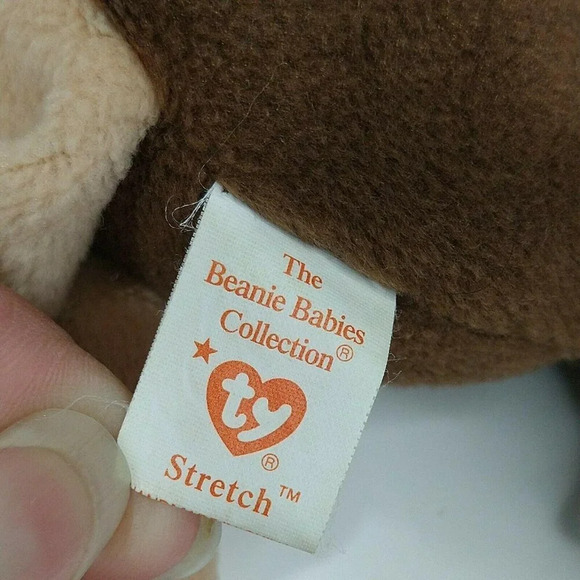 The
Beanie Babies
Collection®
ty®
Stretch™